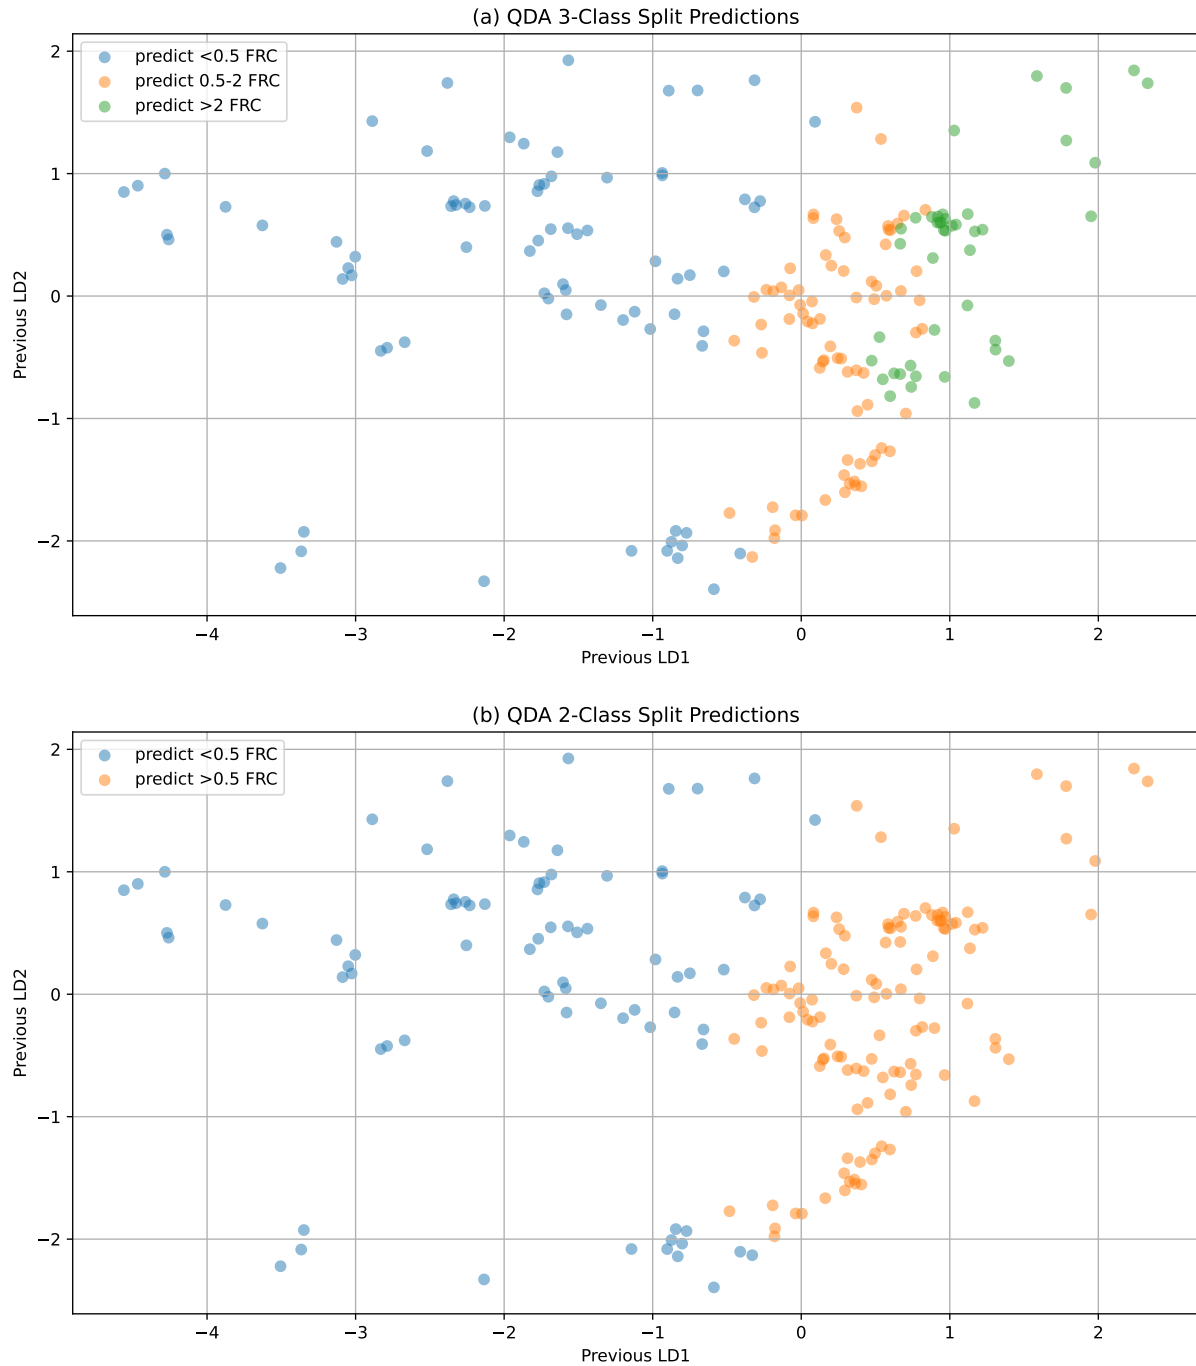 (a) QDA 3-Class Split Predictions
predict <0.5 FRC
predict 0.5-2 FRC
predict >2 FRC
2
1
0
−1
−2
Previous LD2
−4 −3 −2 −1 0 1 2
Previous LD1
(b) QDA 2-Class Split Predictions
predict <0.5 FRC
predict >0.5 FRC
2
1
0
−1
−2
Previous LD2
−4 −3 −2 −1 0 1 2
Previous LD1